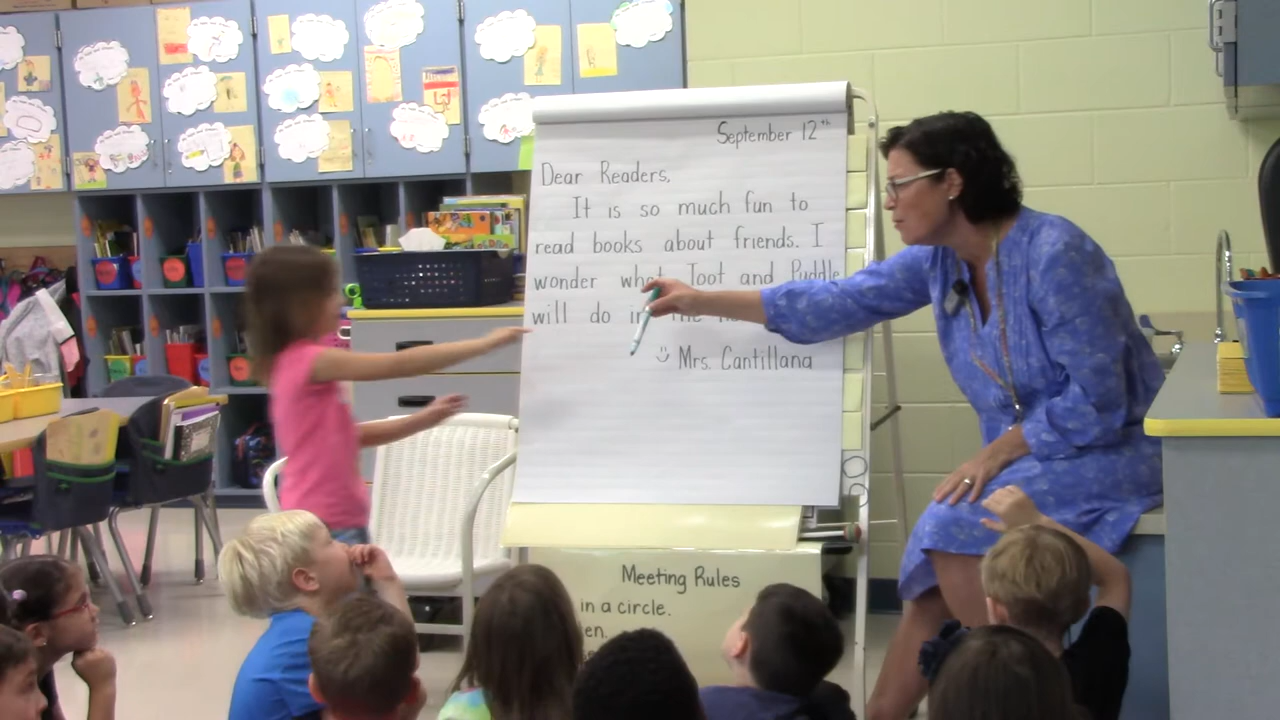 September 12th
Dear Readers,
It is so much fun to
read books about friends. I
wonder what Toot and Puddle
will do in the
Mrs. Cantillana
Meeting Rules
in a circle.